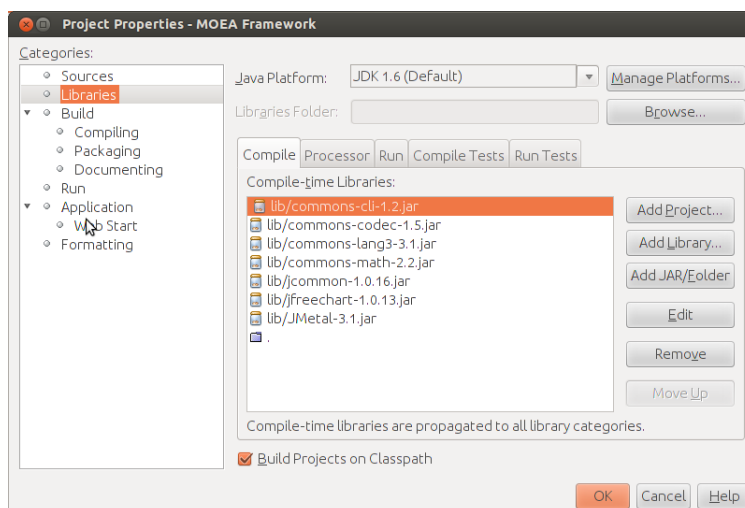 Project Properties - MOEA Framework
Categories:
Sources
Libraries
Build
Compiling
Packaging
Documenting
Run
Application
Web Start
Formatting
Java Platform:
JDK 1.6 (Default)
Manage Platforms...
Libraries Folder:
Browse...
Compile
Processor
Run
Compile Tests
Run Tests
Compile-time Libraries:
lib/commons-cli-1.2.jar
lib/commons-codec-1.5.jar
lib/commons-lang3-3.1.jar
lib/commons-math-2.2.jar
lib/jcommon-1.0.16.jar
lib/jfreechart-1.0.13.jar
lib/JMetal-3.1.jar
.
Add Project...
Add Library...
Add JAR/Folder
Edit
Remove
Move Up
Compile-time libraries are propagated to all library categories.
Build Projects on Classpath
OK
Cancel
Help